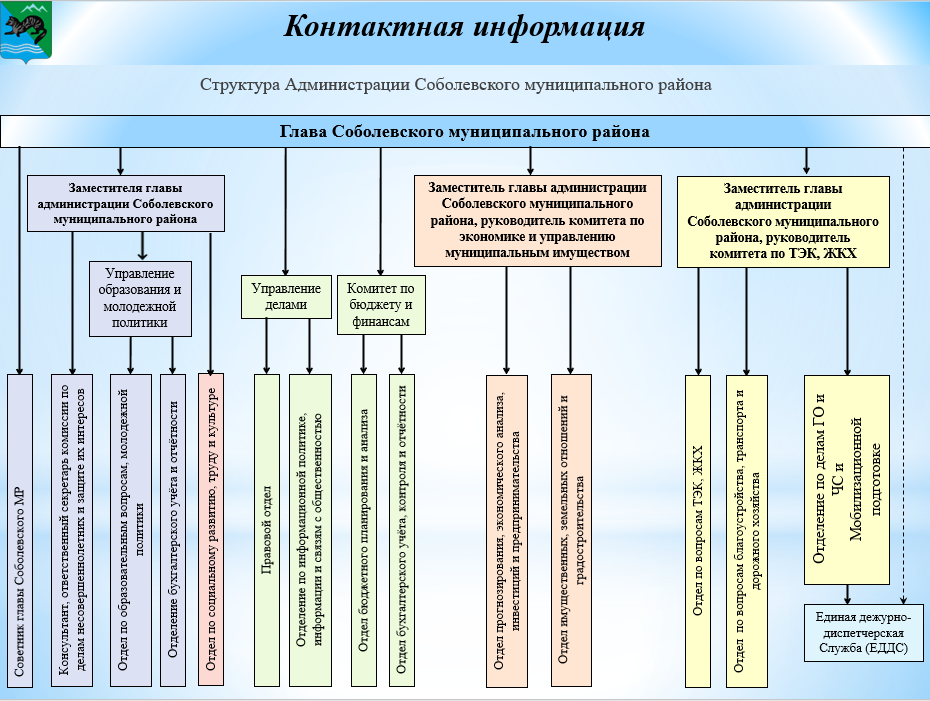 Контактная информация
Структура Администрации Соболевского муниципального района
Глава Соболевского муниципального района
Заместителя главы
администрации Соболевского
муниципального района
Заместитель главы администрации
Соболевского муниципального
района, руководитель комитета по
экономике и управлению
муниципальным имуществом
Заместитель главы
администрации
Соболевского муниципального
района, руководитель
комитета по ТЭК, ЖКХ
Управление
образования и
молодежной
политики
Управление
делами
Комитет по
бюджету и
финансам
Советник главы Соболевского МР
Консультант, ответственный секретарь комиссии по
делам несовершеннолетних и защите их интересов
Отдел по образовательным вопросам, молодежной
политики
Отделение бухгалтерского учёта и отчётности
Отдел по социальному развитию, труду и культуре
Правовой отдел
Отделение по информационной политике,
информации и связям с общественностью
Отдел бюджетного планирования и анализа
Отдел бухгалтерского учёта, контроля и отчётности
Отдел прогнозирования, экономического анализа,
инвестиций и предпринимательства
Отдел имущественных, земельных отношений и
градостроительства
Отдел по вопросам ТЭК, ЖКХ
Отдел по вопросам благоустройства, транспорта и
дорожного хозяйства
Отделение по делам ГО и
ЧС и
Мобилизационной
подготовке
Единая дежурно-
диспетчерская
Служба (ЕДДС)